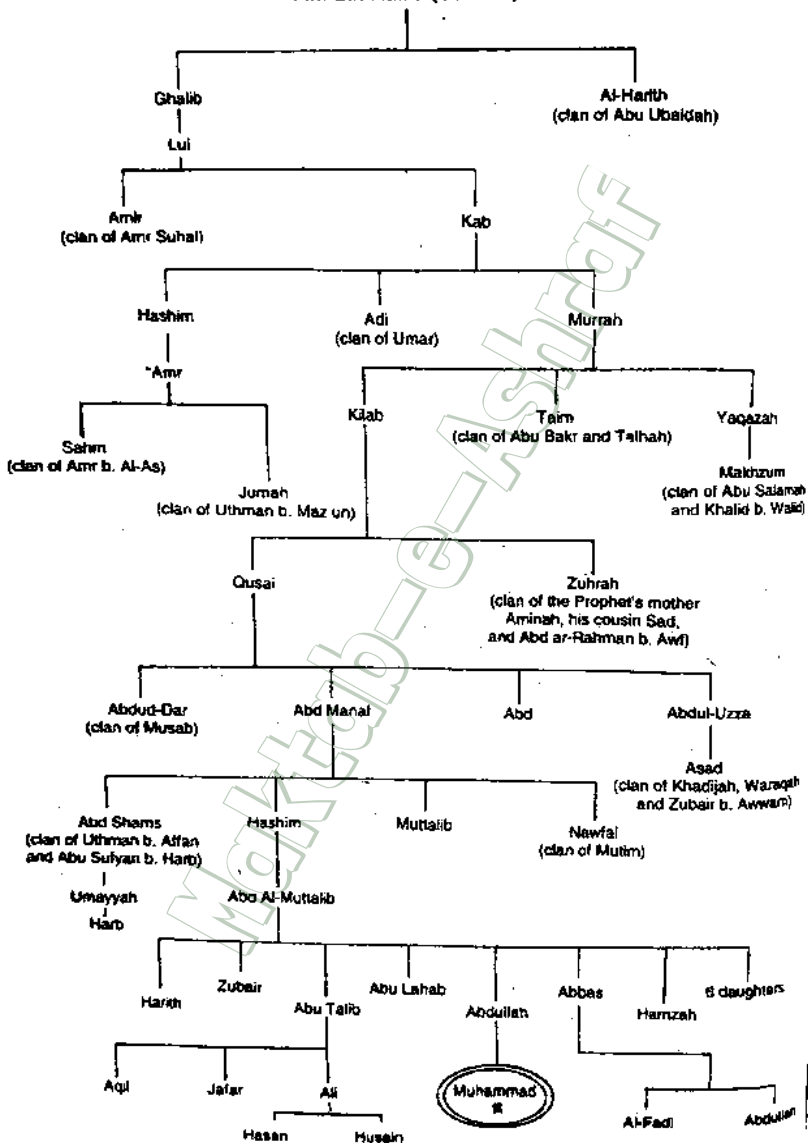 Ghalib
Al-Harith
(clan of Abu Ubaidah)
Lui
Amir
(clan of Amr Suhal)
Kab
Hashim
Adi
(clan of Umar)
Murrah
'Amr
Kilab
Taim
(clan of Abu Bakr and Talhah)
Yaqazah
Sahm
(clan of Amr b. Al-As)
Jumah
(clan of Uthman b. Maz un)
Makhzum
(clan of Abu Salamah
and Khalid b. Walid)
Qusai
Zuhrah
(clan of the Prophet's mother
Aminah, his cousin Sad,
and Abd ar-Rahman b. Awf)
Abdud-Dar
(clan of Musab)
Abd Manaf
Abd
Abdul-Uzza
Asad
(clan of Khadijah, Waraqah
and Zubair b. Awwam)
Abd Shams
(clan of Uthman b. Affan
and Abu Sufyan b. Harb)
Hashim
Muttalib
Nawfal
(clan of Mutim)
Umayyah
Harb
Abd Al-Muttalib
Harith
Zubair
Abu Talib
Abu Lahab
Abdullah
Abbas
Hamzah
6 daughters
Aqil
Jafar
Ali
Muhammad
Al-Fadl
Abdullah
Hasan
Husain
Maktab-e-Ashraf